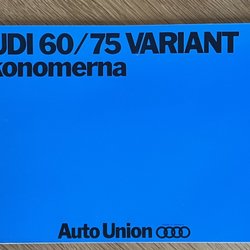 UDI 60/75 VARIANT
konomerna
Auto Union